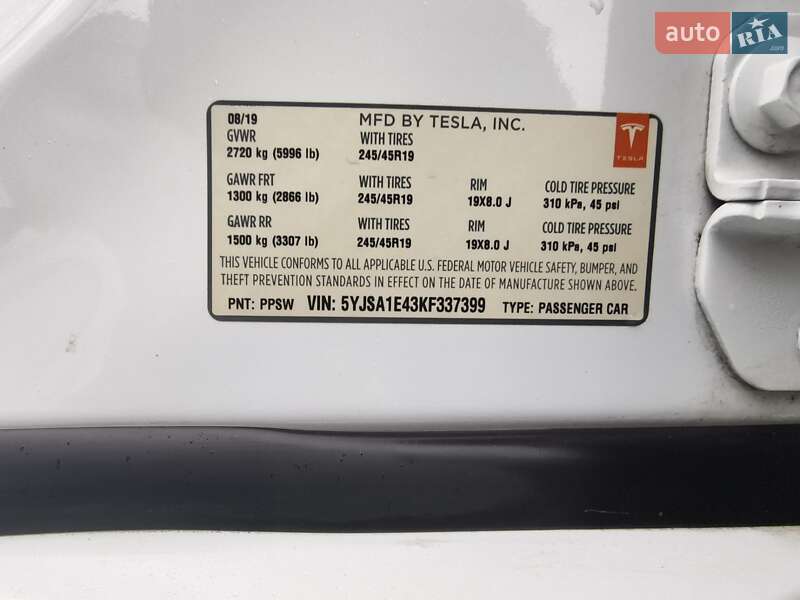 auto RIA.com
08/19 MFD BY TESLA, INC.
GVWR WITH TIRES
2720 kg (5996 lb) 245/45R19
TESLA
GAWR FRT WITH TIRES RIM COLD TIRE PRESSURE
1300 kg (2866 lb) 245/45R19 19X8.0 J 310 kPa, 45 psi
GAWR RR WITH TIRES RIM COLD TIRE PRESSURE
1500 kg (3307 lb) 245/45R19 19X8.0 J 310 kPa, 45 psi
THIS VEHICLE CONFORMS TO ALL APPLICABLE U.S. FEDERAL MOTOR VEHICLE SAFETY, BUMPER, AND
THEFT PREVENTION STANDARDS IN EFFECT ON THE DATE OF MANUFACTURE SHOWN ABOVE.
PNT: PPSW VIN: 5YJSA1E43KF337399 TYPE: PASSENGER CAR